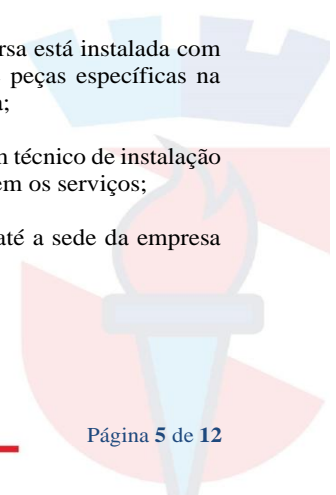 rsa está instalada com
peças específicas na
;
técnico de instalação
em os serviços;
até a sede da empresa
Página 5 de 12